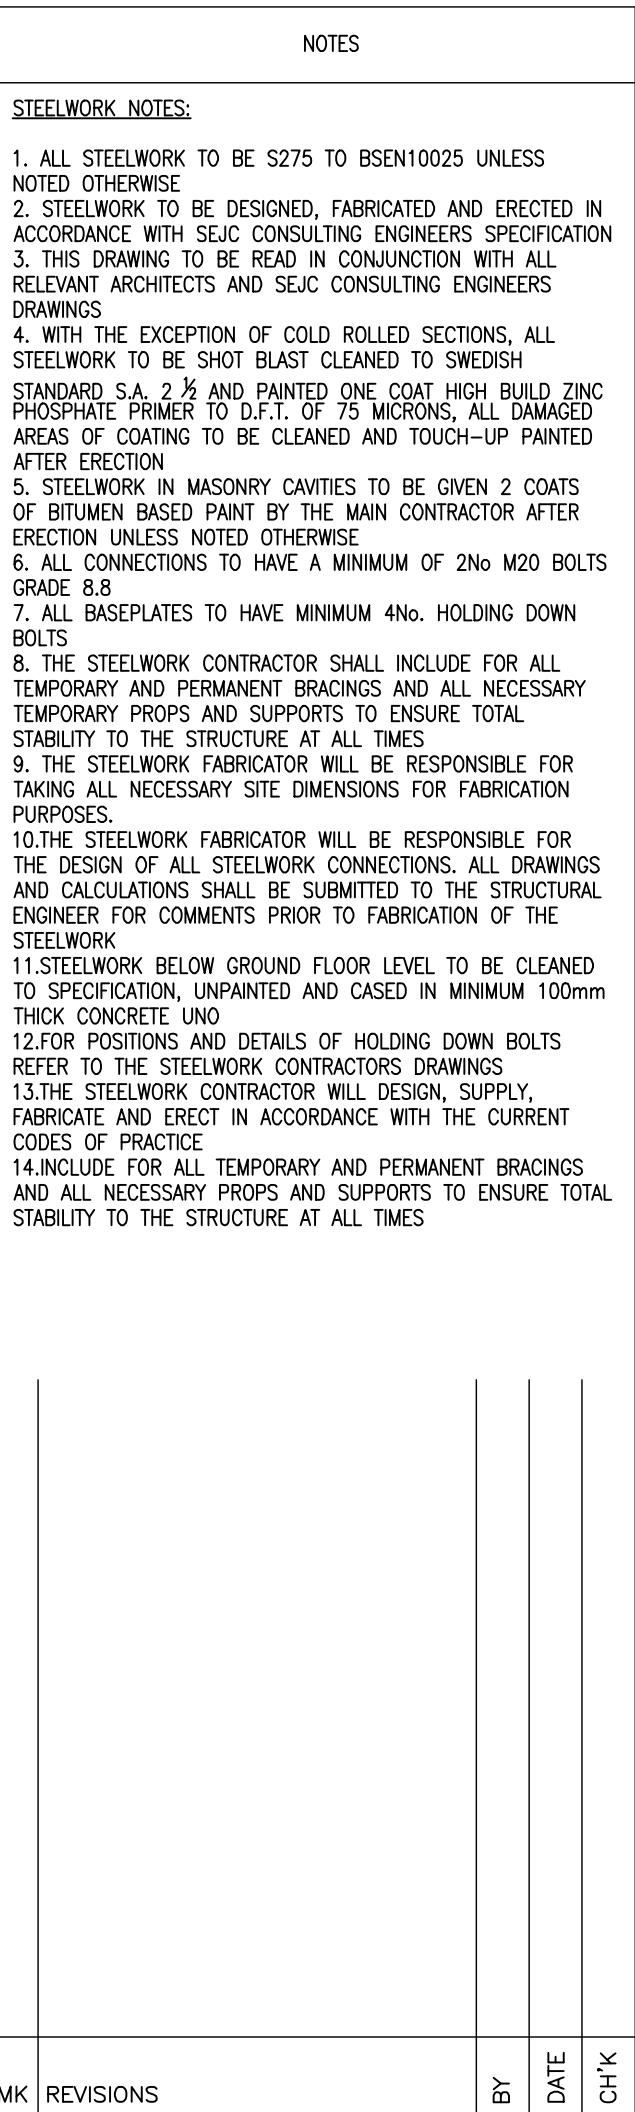 NOTES
STEELWORK NOTES:
1. ALL STEELWORK TO BE S275 TO BSEN10025 UNLESS
NOTED OTHERWISE
2. STEELWORK TO BE DESIGNED, FABRICATED AND ERECTED IN
ACCORDANCE WITH SEJC CONSULTING ENGINEERS SPECIFICATION
3. THIS DRAWING TO BE READ IN CONJUNCTION WITH ALL
RELEVANT ARCHITECTS AND SEJC CONSULTING ENGINEERS
DRAWINGS
4. WITH THE EXCEPTION OF COLD ROLLED SECTIONS, ALL
STEELWORK TO BE SHOT BLAST CLEANED TO SWEDISH
STANDARD S.A. 2 ½ AND PAINTED ONE COAT HIGH BUILD ZINC
PHOSPHATE PRIMER TO D.F.T. OF 75 MICRONS, ALL DAMAGED
AREAS OF COATING TO BE CLEANED AND TOUCH-UP PAINTED
AFTER ERECTION
5. STEELWORK IN MASONRY CAVITIES TO BE GIVEN 2 COATS
OF BITUMEN BASED PAINT BY THE MAIN CONTRACTOR AFTER
ERECTION UNLESS NOTED OTHERWISE
6. ALL CONNECTIONS TO HAVE A MINIMUM OF 2No M20 BOLTS
GRADE 8.8
7. ALL BASEPLATES TO HAVE MINIMUM 4No. HOLDING DOWN
BOLTS
8. THE STEELWORK CONTRACTOR SHALL INCLUDE FOR ALL
TEMPORARY AND PERMANENT BRACINGS AND ALL NECESSARY
TEMPORARY PROPS AND SUPPORTS TO ENSURE TOTAL
STABILITY TO THE STRUCTURE AT ALL TIMES
9. THE STEELWORK FABRICATOR WILL BE RESPONSIBLE FOR
TAKING ALL NECESSARY SITE DIMENSIONS FOR FABRICATION
PURPOSES.
10.THE STEELWORK FABRICATOR WILL BE RESPONSIBLE FOR
THE DESIGN OF ALL STEELWORK CONNECTIONS. ALL DRAWINGS
AND CALCULATIONS SHALL BE SUBMITTED TO THE STRUCTURAL
ENGINEER FOR COMMENTS PRIOR TO FABRICATION OF THE
STEELWORK
11.STEELWORK BELOW GROUND FLOOR LEVEL TO BE CLEANED
TO SPECIFICATION, UNPAINTED AND CASED IN MINIMUM 100mm
THICK CONCRETE UNO
12.FOR POSITIONS AND DETAILS OF HOLDING DOWN BOLTS
REFER TO THE STEELWORK CONTRACTORS DRAWINGS
13.THE STEELWORK CONTRACTOR WILL DESIGN, SUPPLY,
FABRICATE AND ERECT IN ACCORDANCE WITH THE CURRENT
CODES OF PRACTICE
14.INCLUDE FOR ALL TEMPORARY AND PERMANENT BRACINGS
AND ALL NECESSARY PROPS AND SUPPORTS TO ENSURE TOTAL
STABILITY TO THE STRUCTURE AT ALL TIMES
MK REVISIONS BY DATE CH'K